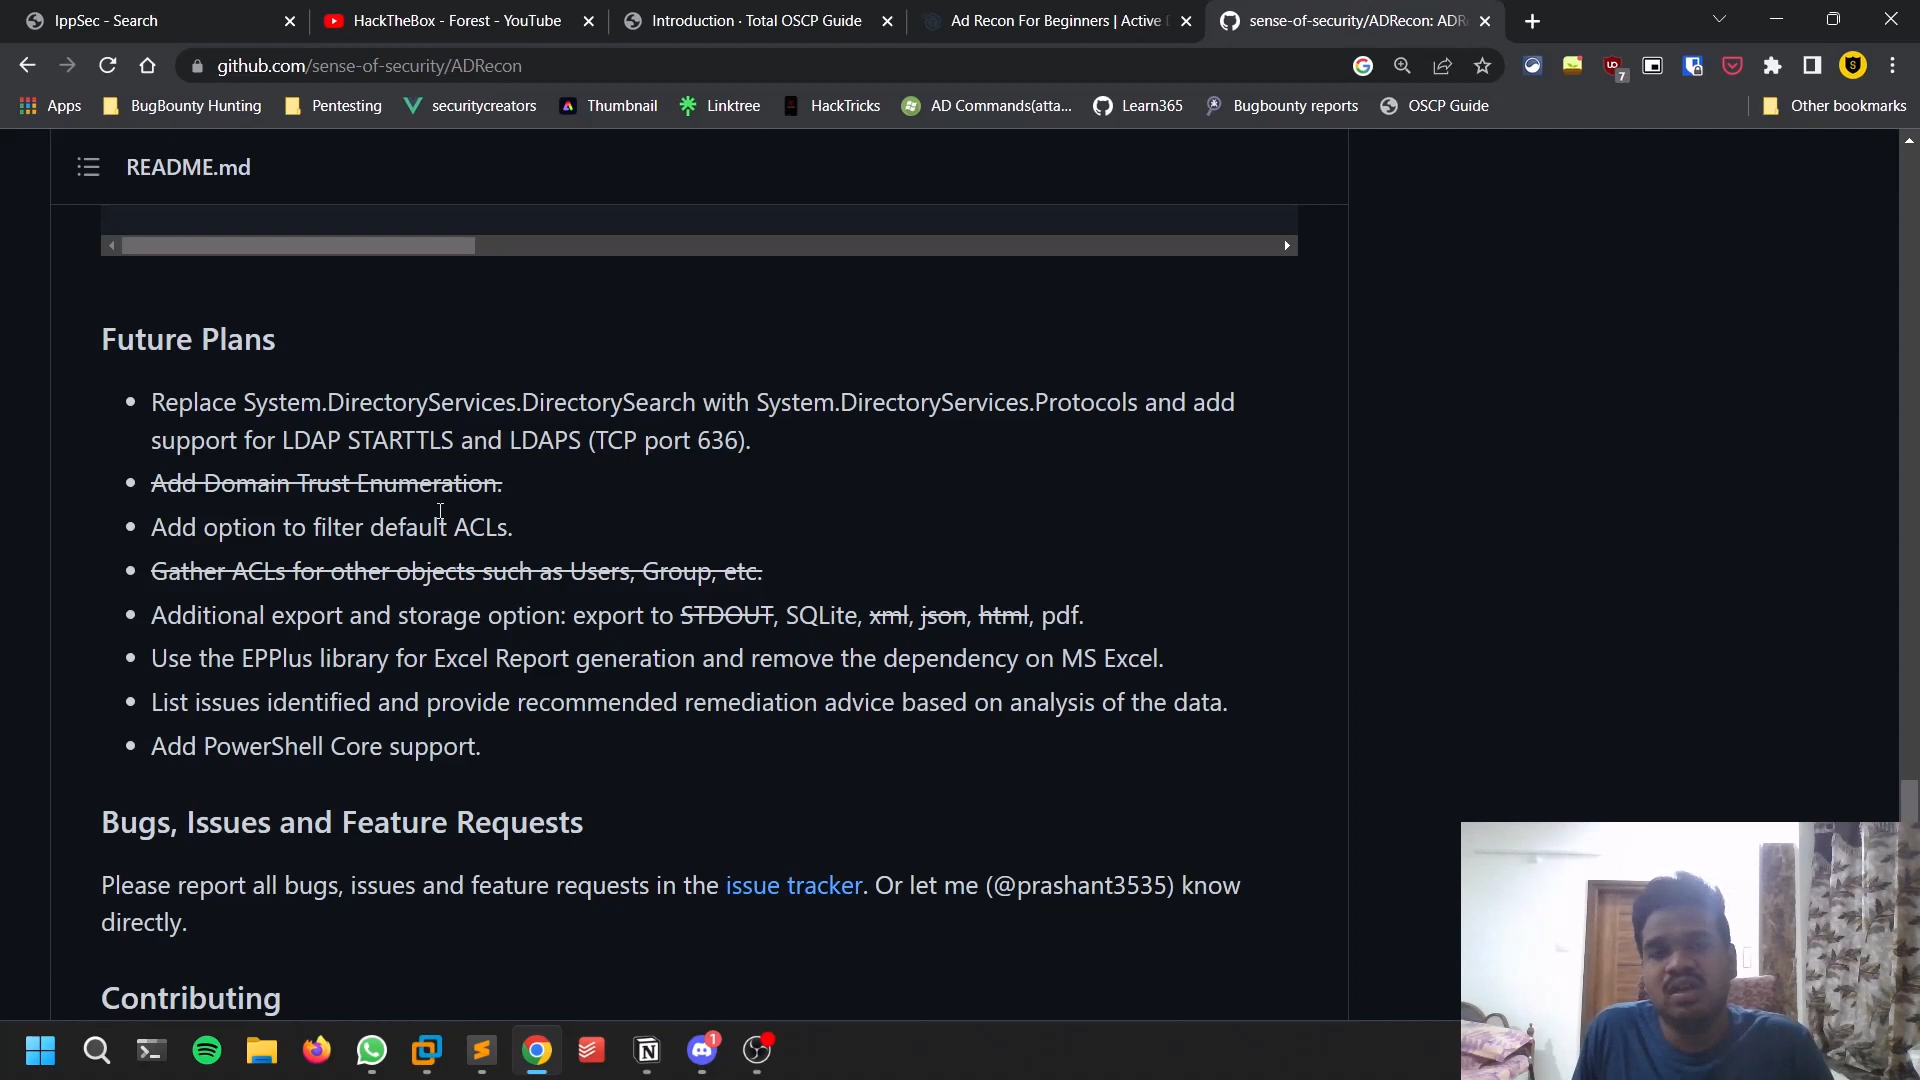 IppSec - Search
HackTheBox - Forest - YouTube
Introduction · Total OSCP Guide
Ad Recon For Beginners | Active
sense-of-security/ADRecon: ADR
github.com/sense-of-security/ADRecon
7
S
Apps
BugBounty Hunting
Pentesting
securitycreators
Thumbnail
Linktree
HackTricks
AD Commands(atta...
Learn365
Bugbounty reports
OSCP Guide
Other bookmarks
README.md
Future Plans
Replace System.DirectoryServices.DirectorySearch with System.DirectoryServices.Protocols and add
support for LDAP STARTTLS and LDAPS (TCP port 636).
Add Domain Trust Enumeration.
Add option to filter default ACLs.
Gather ACLs for other objects such as Users, Group, etc.
Additional export and storage option: export to STDOUT, SQLite, xml, json, html, pdf.
Use the EPPlus library for Excel Report generation and remove the dependency on MS Excel.
List issues identified and provide recommended remediation advice based on analysis of the data.
Add PowerShell Core support.
Bugs, Issues and Feature Requests
Please report all bugs, issues and feature requests in the issue tracker. Or let me (@prashant3535) know
directly.
Contributing
1